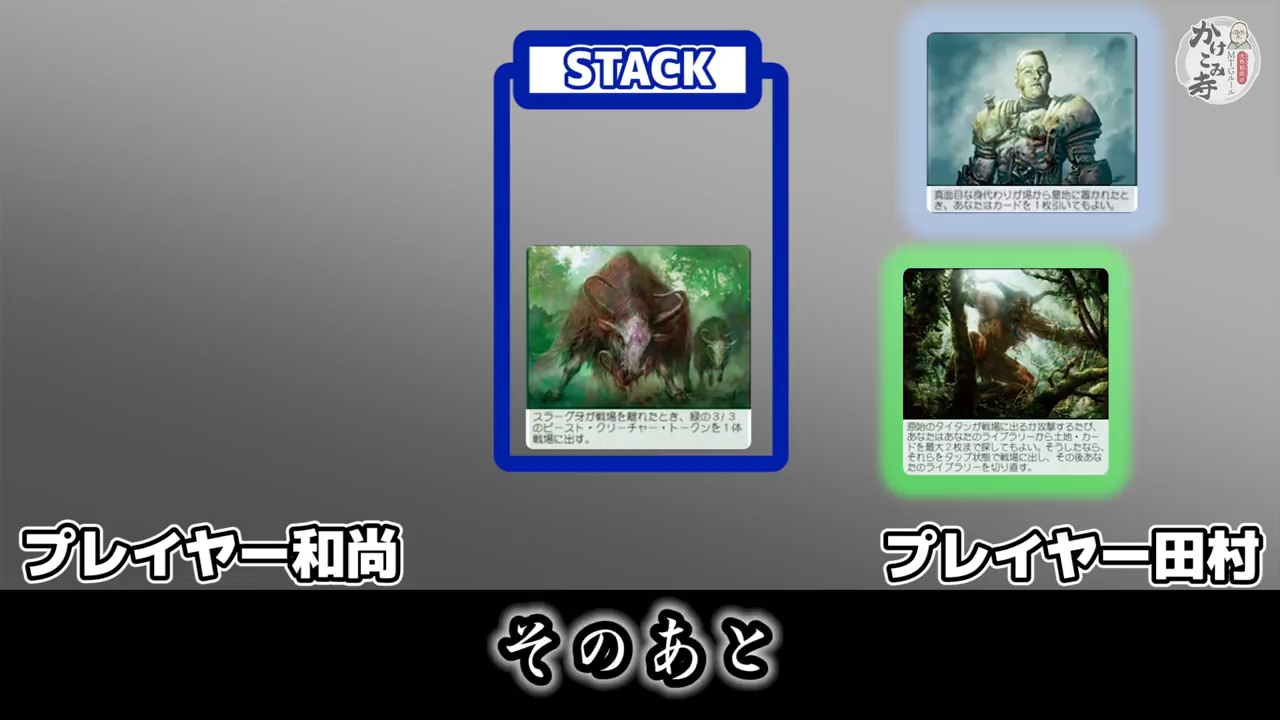 STACK
かけこみ寺
MTGルール
真面目な身代わりが場から墓地に置かれたと
き、あなたはカードを1枚引いてもよい。
スラーグ牙が戦場を離れたとき、緑の3/3
のビースト・クリーチャー・トークンを1体
戦場に出す。
原始のタイタンが戦場に出るか攻撃するたび、
あなたはあなたのライブラリーから土地・カー
ドを最大2枚まで探してもよい。そうしたなら、
それらをタップ状態で戦場に出し、その後あな
たのライブラリーを切り直す。
プレイヤー和尚
プレイヤー田村
そのあと